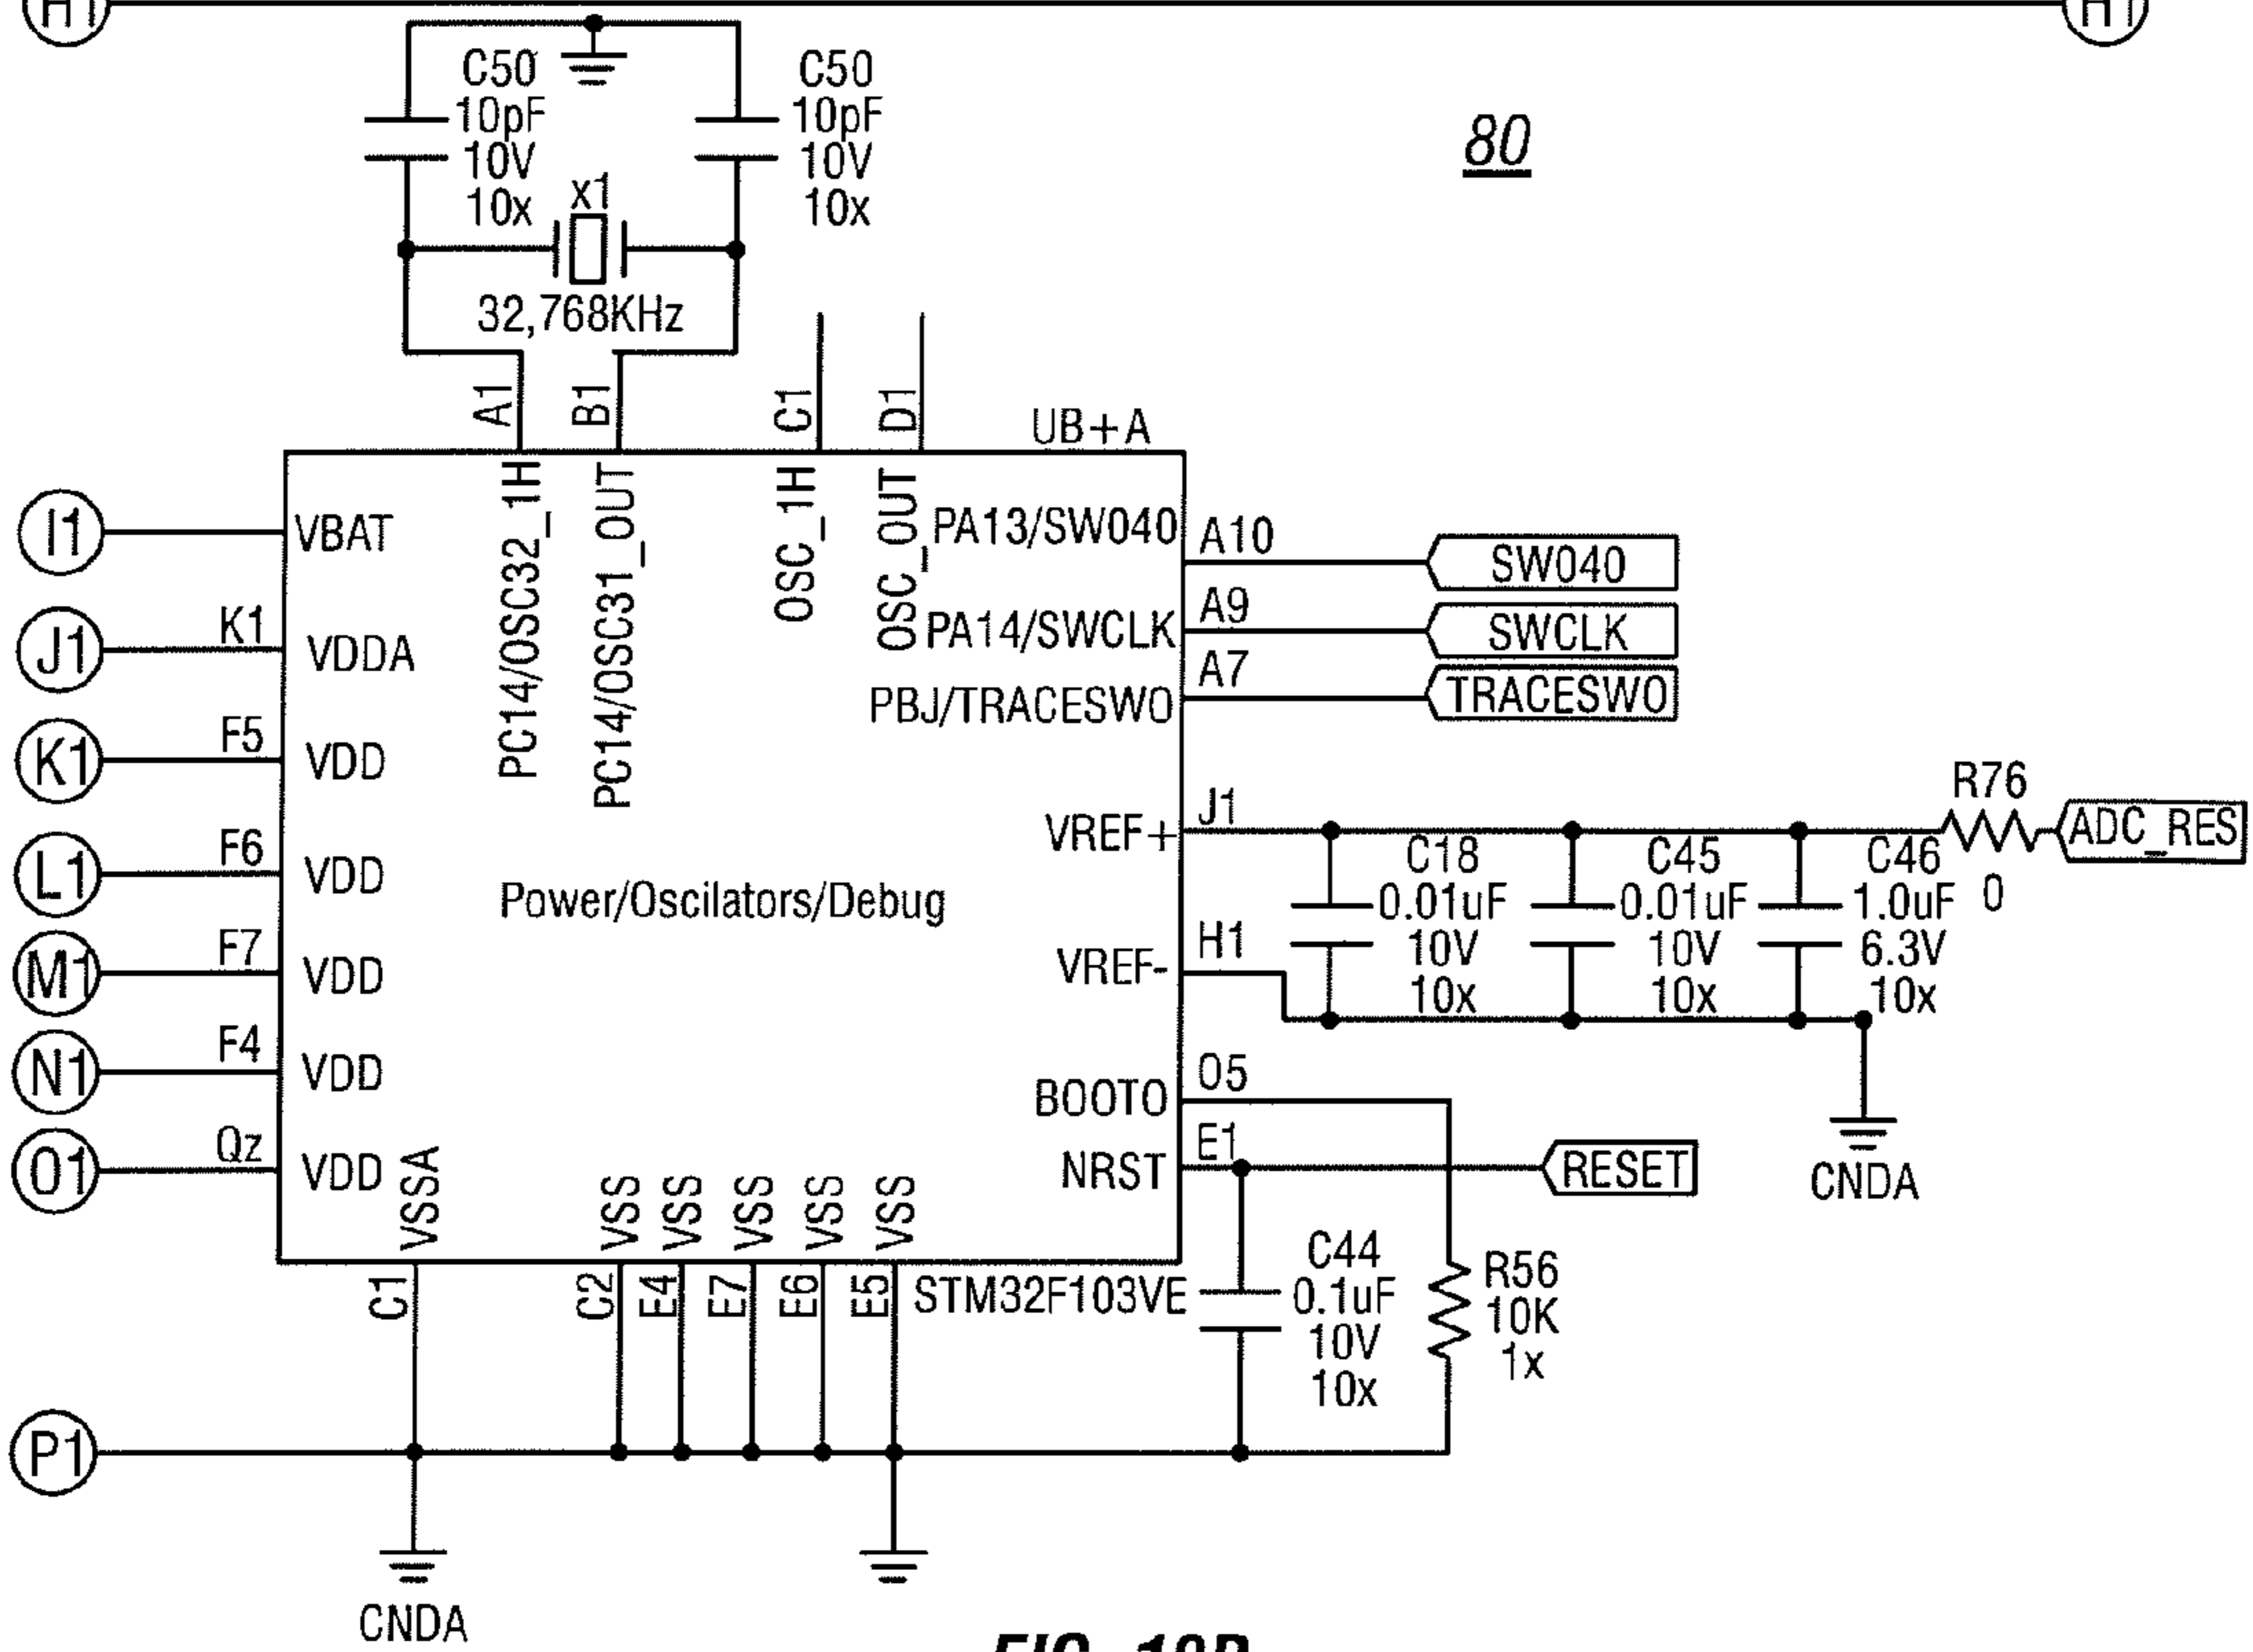 H1
H1
C50
10pF
10V
10x
C50
10pF
10V
10x
80
x1
32,768KHz
A1
B1
C1
D1
UB+A
PC14/OSC32_1H
PC14/OSC31_OUT
OSC_1H
OSC_OUT
I1
VBAT
J1
K1
VDDA
K1
F5
VDD
L1
F6
VDD
M1
F7
VDD
N1
F4
VDD
O1
Qz
VDD
Power/Oscilators/Debug
PA13/SW040
A10
SW040
PA14/SWCLK
A9
SWCLK
PBJ/TRACESWO
A7
TRACESWO
VREF+
J1
R76
0
ADC_RES
C18
0.01uF
10V
10x
C45
0.01uF
10V
10x
C46
1.0uF
6.3V
10x
VREF-
H1
CNDA
BOOTO
O5
NRST
E1
RESET
VSSA
VSS
VSS
VSS
VSS
VSS
C1
C2
E4
E7
E6
E5
STM32F103VE
C44
0.1uF
10V
10x
R56
10K
1x
P1
CNDA